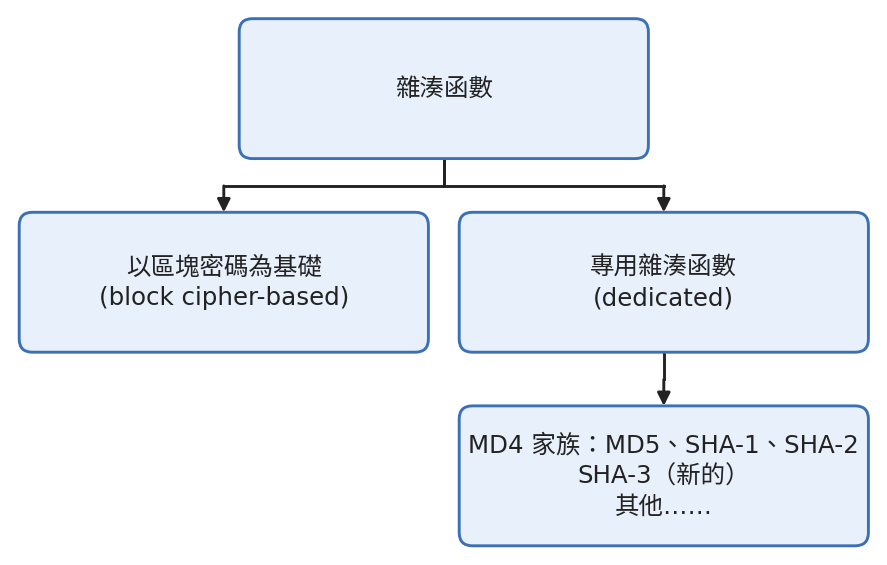 雜湊函數
以區塊密碼為基礎
(block cipher-based)
專用雜湊函數
(dedicated)
MD4 家族：MD5、SHA-1、SHA-2
SHA-3（新的）
其他……